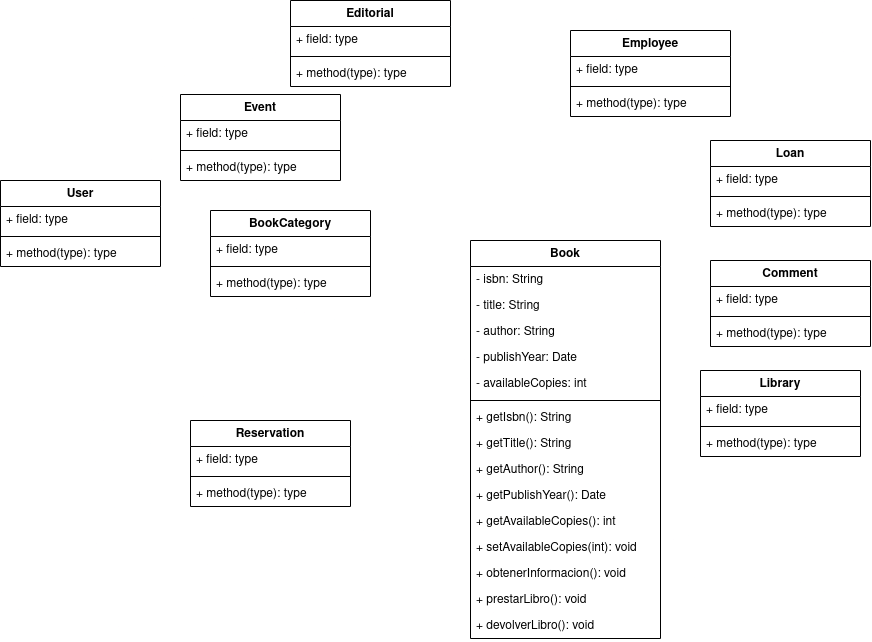 Editorial
+ field: type
+ method(type): type
Employee
+ field: type
+ method(type): type
Event
+ field: type
+ method(type): type
Loan
+ field: type
+ method(type): type
User
+ field: type
+ method(type): type
BookCategory
+ field: type
+ method(type): type
Book
- isbn: String
- title: String
- author: String
- publishYear: Date
- availableCopies: int
+ getIsbn(): String
+ getTitle(): String
+ getAuthor(): String
+ getPublishYear(): Date
+ getAvailableCopies(): int
+ setAvailableCopies(int): void
+ obtenerInformacion(): void
+ prestarLibro(): void
+ devolverLibro(): void
Comment
+ field: type
+ method(type): type
Library
+ field: type
+ method(type): type
Reservation
+ field: type
+ method(type): type